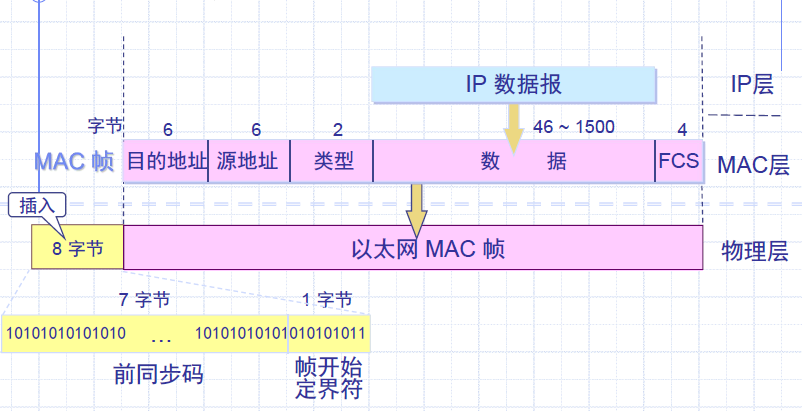 IP 数据报
IP层
字节
6
6
2
46 ~ 1500
4
MAC 帧
目的地址
源地址
类型
数 据
FCS
MAC层
插入
8 字节
以太网 MAC 帧
物理层
7 字节
1 字节
10101010101010 ... 10101010101010101011
前同步码
帧开始
定界符